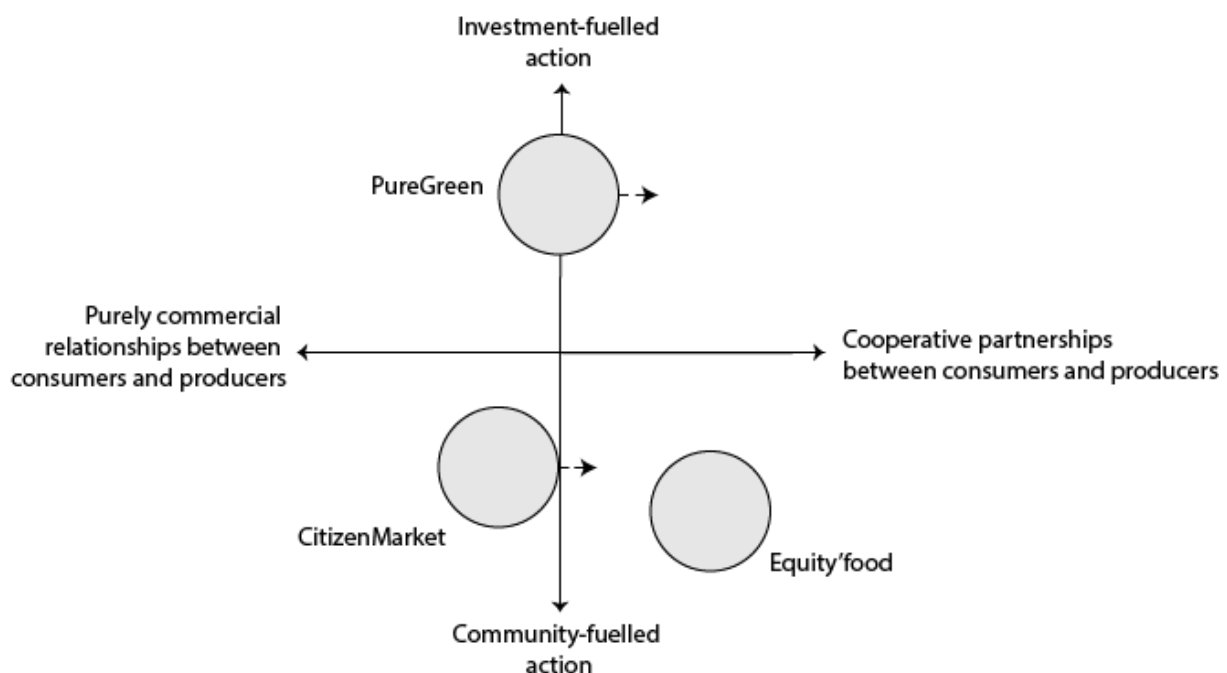 Investment-fuelled
action
PureGreen
Purely commercial
relationships between
consumers and producers
Cooperative partnerships
between consumers and producers
CitizenMarket
Equity'food
Community-fuelled
action